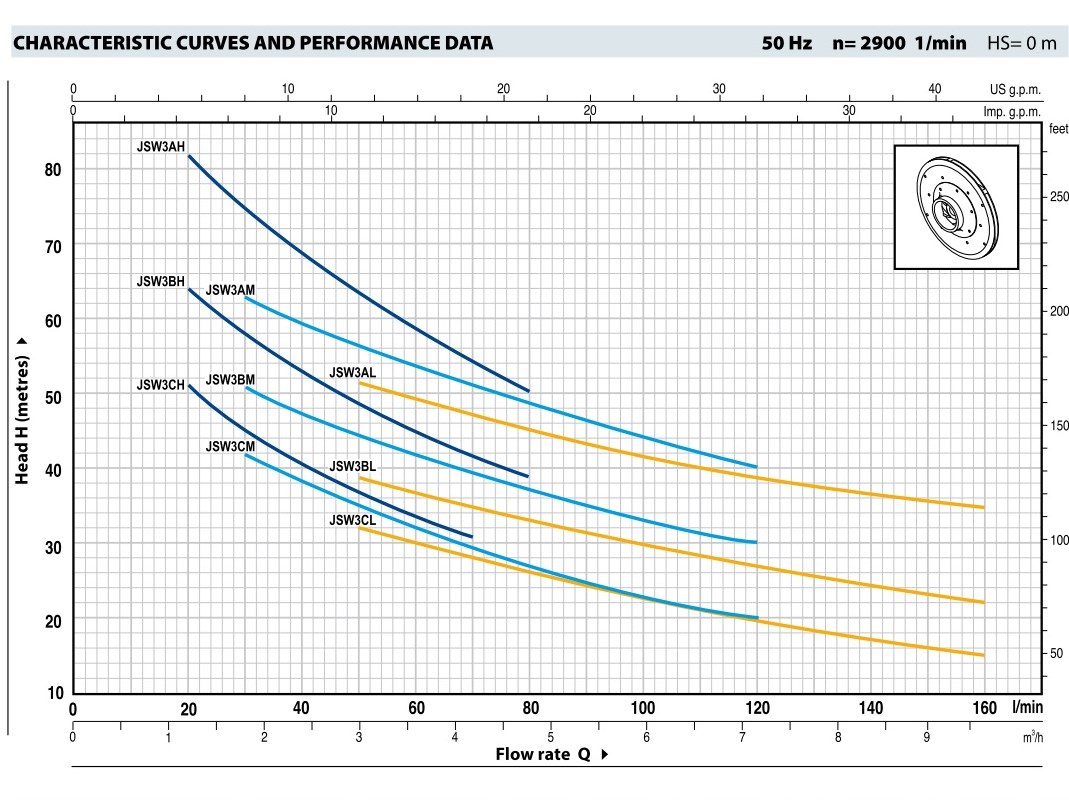 CHARACTERISTIC CURVES AND PERFORMANCE DATA 50 Hz n= 2900 1/min HS= 0 m
0 10 20 30 40 US g.p.m.
0 10 20 30 Imp. g.p.m.
feet
JSW3AH
80
250
70
JSW3BH
JSW3AM
200
60
JSW3AL
JSW3BM
JSW3CH
50
150
JSW3CM
JSW3BL
40
JSW3CL
100
30
20
50
10
Head H (metres)
0 20 40 60 80 100 120 140 160 l/min
0 1 2 3 4 5 6 7 8 9 m³/h
Flow rate Q